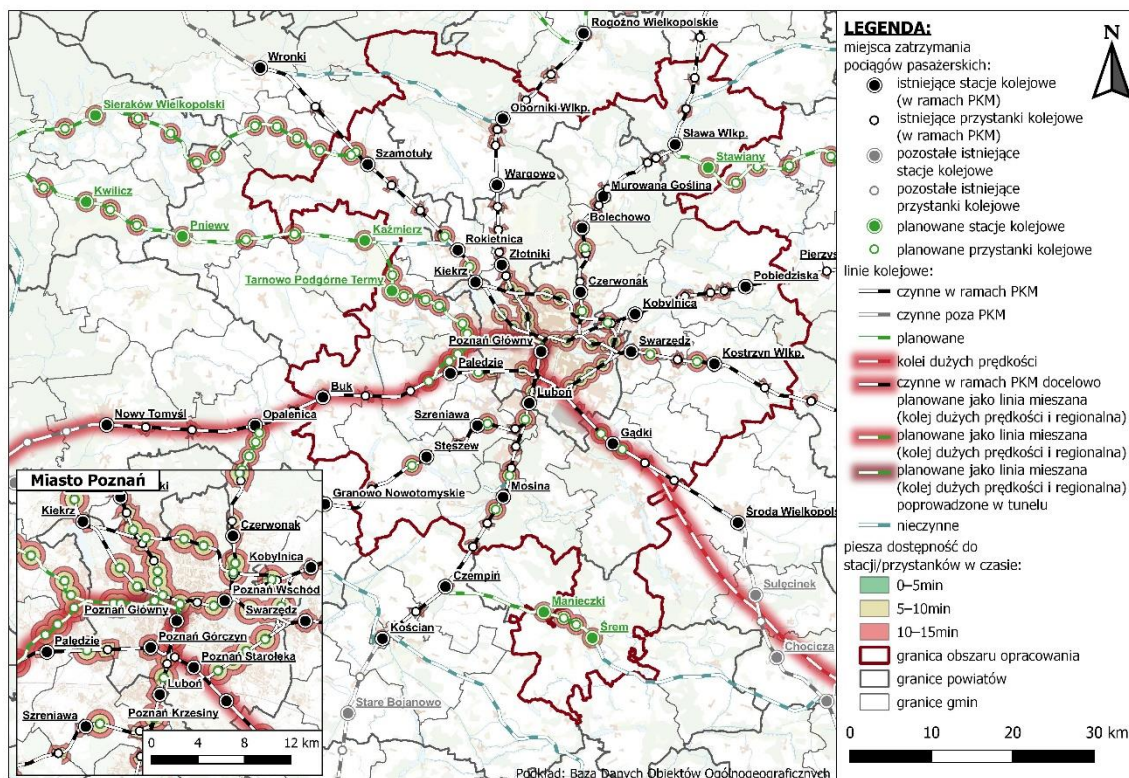 Rogoźno Wielkopolskie
Wronki
Sieraków Wielkopolski
Oborniki Wlkp.
Sława Wlkp.
Szamotuły
Stawiany
Wargowo
Murowana Goślina
Kwilicz
Bolechowo
Pniewy
Kaźmierz
Rokietnica
Złotniki
Pierzys
Kiekrz
Pobiedziska
Tarnowo Podgórne Termy
Czerwonak
Kobylnica
Poznań Główny
Swarzędz
Kostrzyn Wlkp.
Palędzie
Buk
Luboń
Nowy Tomyśl
Opalenica
Szreniawa
Gądki
Stęszew
Mosina
Granowo Nowotomyskie
Środa Wielkopols
Czempiń
Sulęcinek
Manieczki
Śrem
Kościan
Chocicza
Stare Bojanowo
Podkład: Baza Danych Obiektów Ogólnogeograficznych
Miasto Poznań
ki
Kiekrz
Czerwonak
Kobylnica
Poznań Wschód
Poznań Główny
Swarzędz
Palędzie
Poznań Górczyn
Poznań Starołęka
Luboń
Szreniawa
Poznań Krzesiny
0 4 8 12 km
LEGENDA:
N
miejsca zatrzymania
pociągów pasażerskich:
istniejące stacje kolejowe
(w ramach PKM)
istniejące przystanki kolejowe
(w ramach PKM)
pozostałe istniejące
stacje kolejowe
pozostałe istniejące
przystanki kolejowe
planowane stacje kolejowe
planowane przystanki kolejowe
linie kolejowe:
czynne w ramach PKM
czynne poza PKM
planowane
kolei dużych prędkości
czynne w ramach PKM docelowo
planowane jako linia mieszana
(kolej dużych prędkości i regionalna)
planowane jako linia mieszana
(kolej dużych prędkości i regionalna)
planowane jako linia mieszana
(kolej dużych prędkości i regionalna)
poprowadzone w tunelu
nieczynne
piesza dostępność do
stacji/przystanków w czasie:
0–5min
5–10min
10–15min
granica obszaru opracowania
granice powiatów
granice gmin
0 10 20 30 km